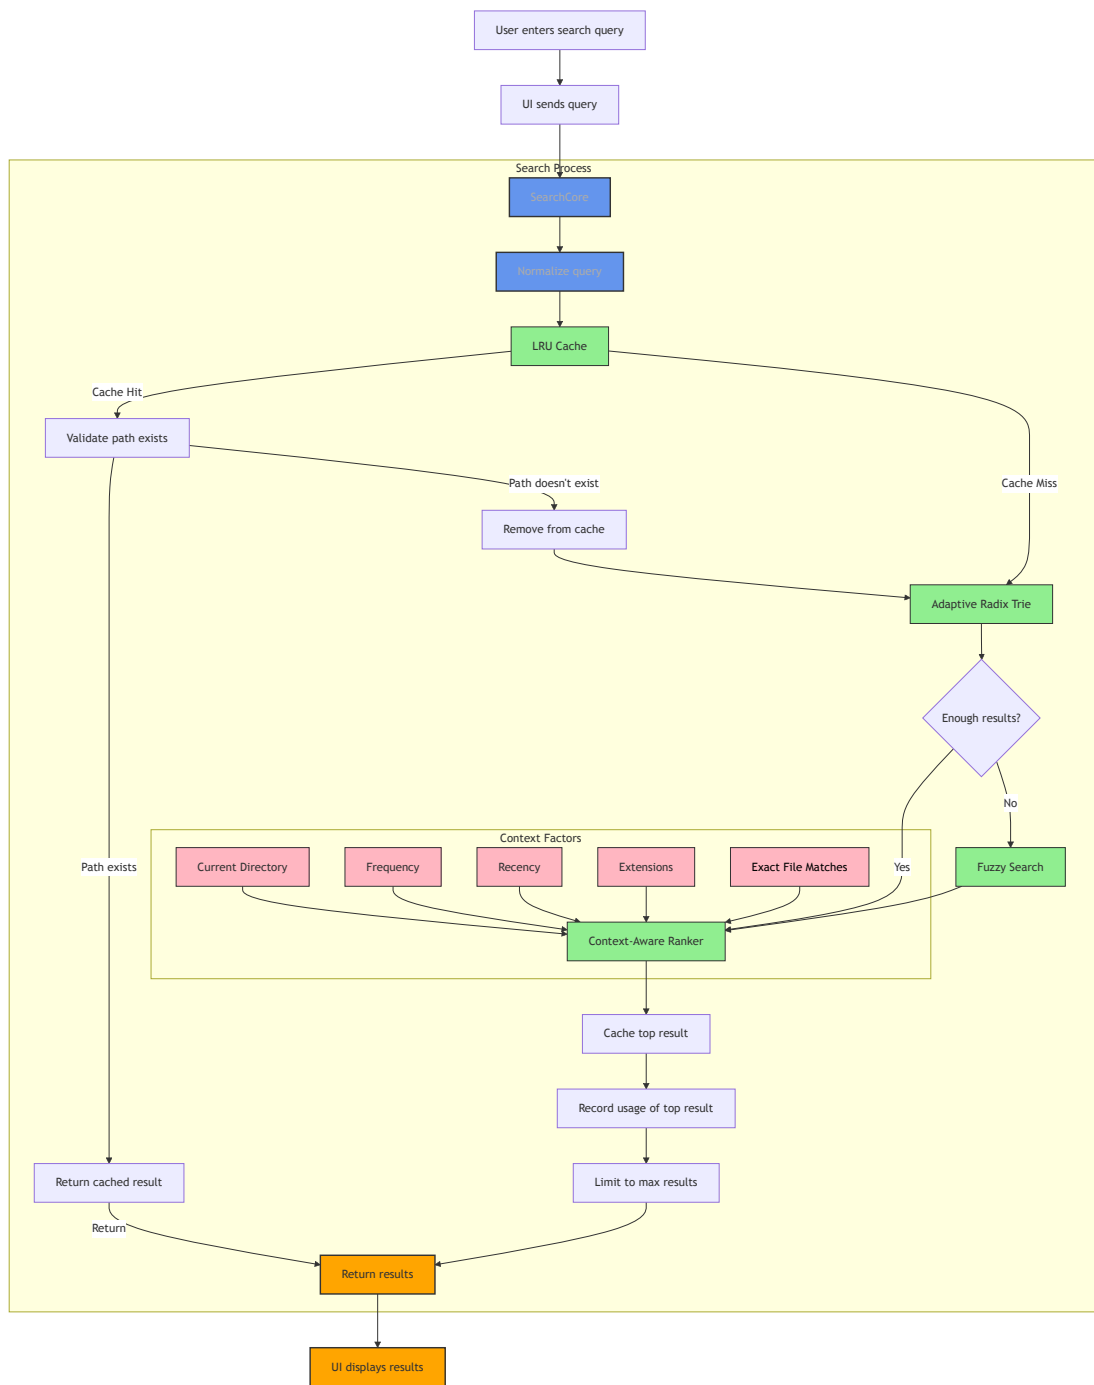 User enters search query
UI sends query
Search Process
SearchCore
Normalize query
LRU Cache
Cache Hit
Validate path exists
Path doesn't exist
Cache Miss
Remove from cache
Adaptive Radix Trie
Enough results?
No
Context Factors
Current Directory
Frequency
Recency
Extensions
Exact File Matches
Path exists
Yes
Fuzzy Search
Context-Aware Ranker
Cache top result
Record usage of top result
Return cached result
Limit to max results
Return
Return results
UI displays results